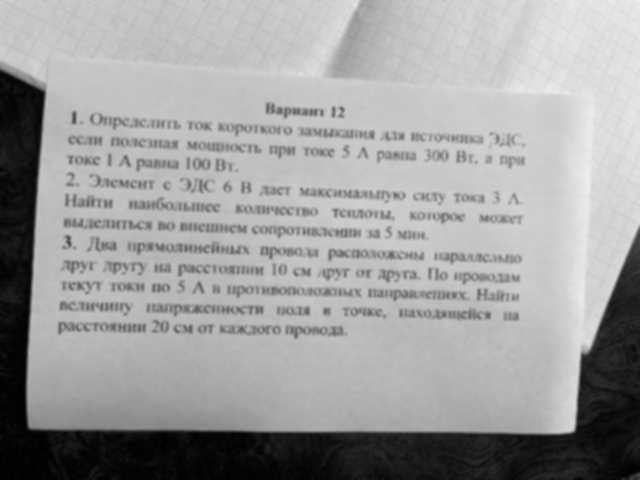 Вариант 12
1. Определить ток короткого замыкания для источника ЭДС,
если полезная мощность при токе 5 А равна 300 Вт, а при
токе 1 А равна 100 Вт.
2. Элемент с ЭДС 6 В дает максимальную силу тока 3 А.
Найти наибольшее количество теплоты, которое может
выделиться во внешнем сопротивлении за 5 мин.
3. Два прямолинейных провода расположены параллельно
друг другу на расстоянии 10 см друг от друга. По проводам
текут токи по 5 А в противоположных направлениях. Найти
величину напряженности поля в точке, находящейся на
расстоянии 20 см от каждого провода.